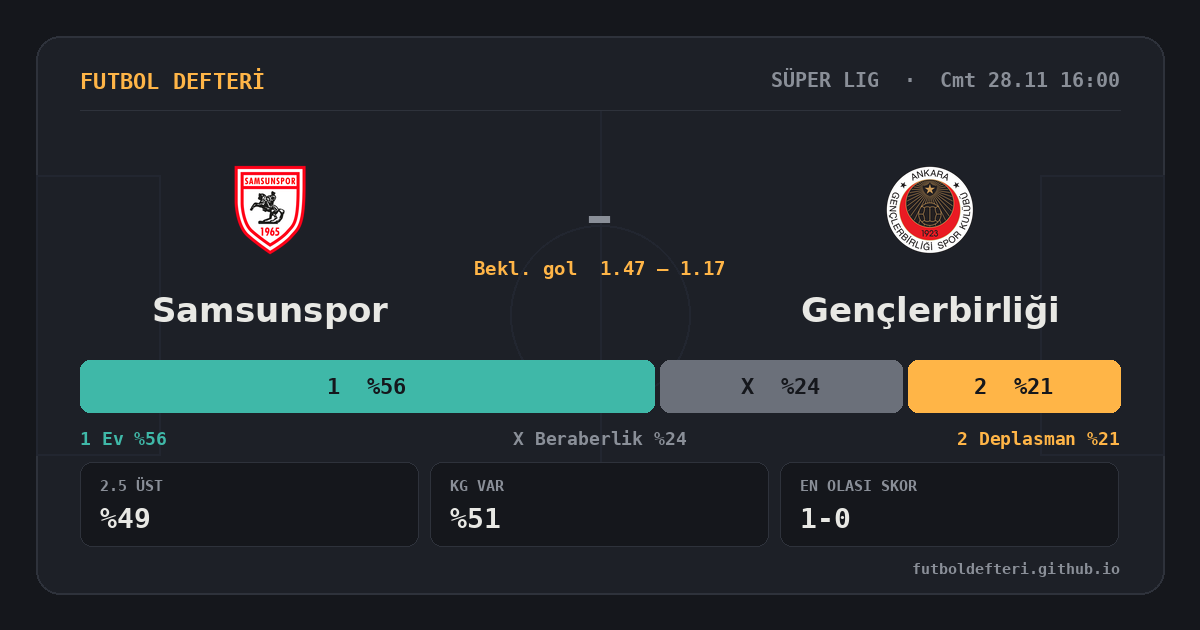 FUTBOL DEFTERİ
SÜPER LIG · Cmt 28.11 16:00
SAMSUNSPOR
1965
ANKARA
GENÇLERBİRLİĞİ SPOR KULÜBÜ
1923
–
Bekl. gol 1.47 – 1.17
Samsunspor
Gençlerbirliği
1 %56
X %24
2 %21
1 Ev %56
X Beraberlik %24
2 Deplasman %21
2.5 ÜST
%49
KG VAR
%51
EN OLASI SKOR
1-0
futboldefteri.github.io